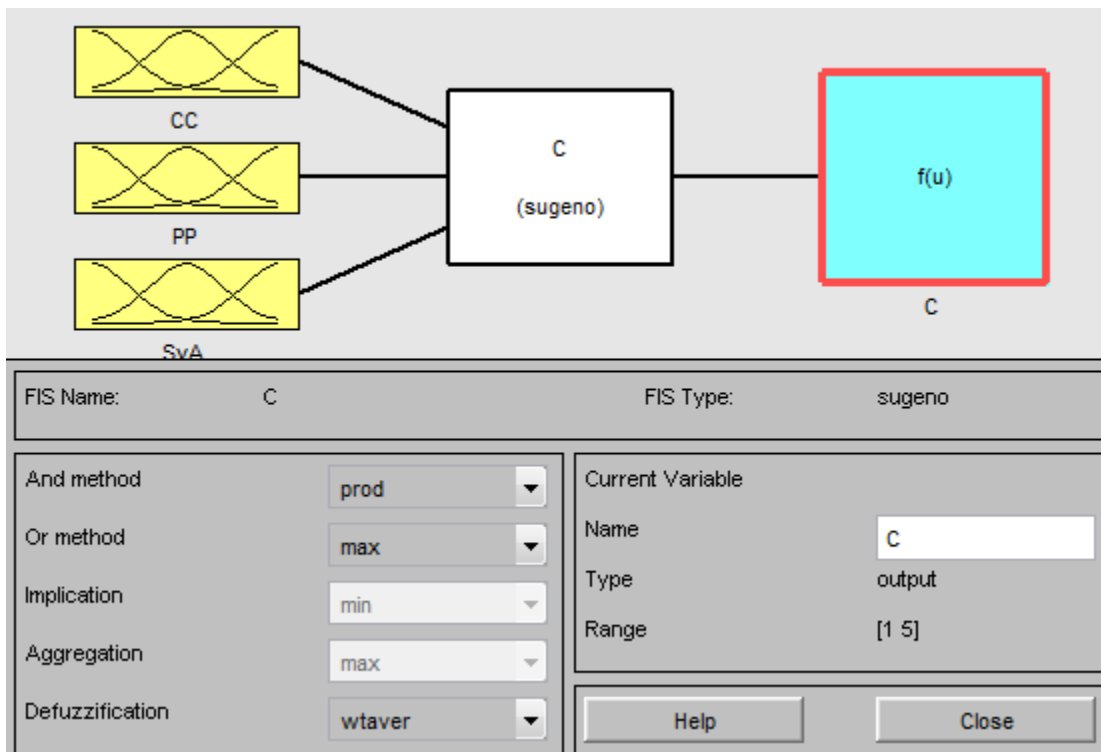 CC
PP
SvA
C
(sugeno)
f(u)
C
FIS Name: C FIS Type: sugeno
And method prod
Or method max
Implication min
Aggregation max
Defuzzification wtaver
Current Variable
Name C
Type output
Range [1 5]
Help Close